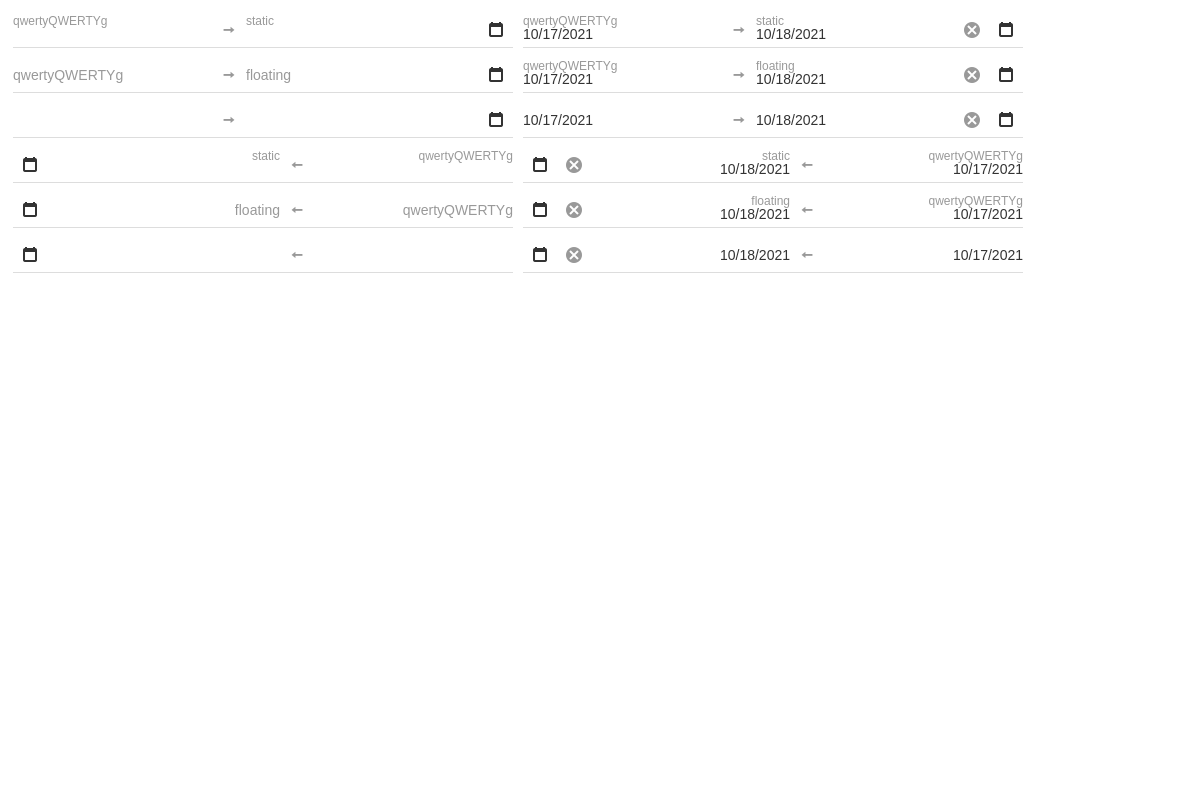 qwertyQWERTYg static qwertyQWERTYg static
10/17/2021 10/18/2021
qwertyQWERTYg floating qwertyQWERTYg floating
10/17/2021 10/18/2021
10/17/2021 10/18/2021
static qwertyQWERTYg static qwertyQWERTYg
10/18/2021 10/17/2021
floating qwertyQWERTYg floating qwertyQWERTYg
10/18/2021 10/17/2021
10/18/2021 10/17/2021